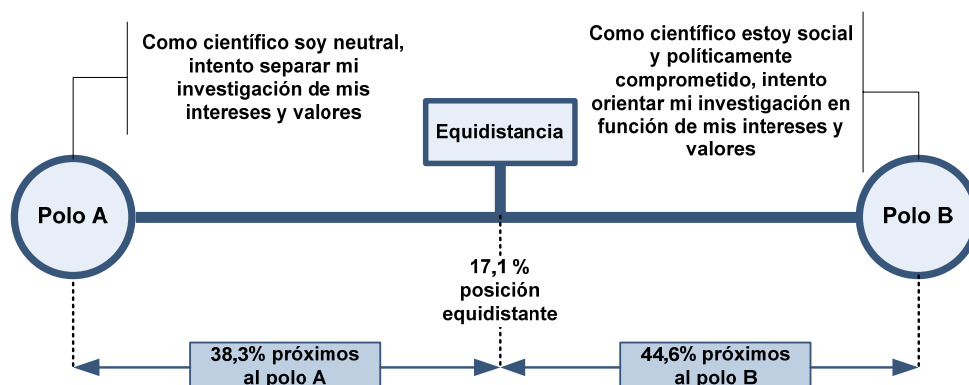 Como científico soy neutral,
intento separar mi
investigación de mis
intereses y valores
Como científico estoy social
y políticamente
comprometido, intento
orientar mi investigación en
función de mis intereses y
valores
Equidistancia
Polo A
Polo B
17,1 %
posición
equidistante
38,3% próximos
al polo A
44,6% próximos
al polo B